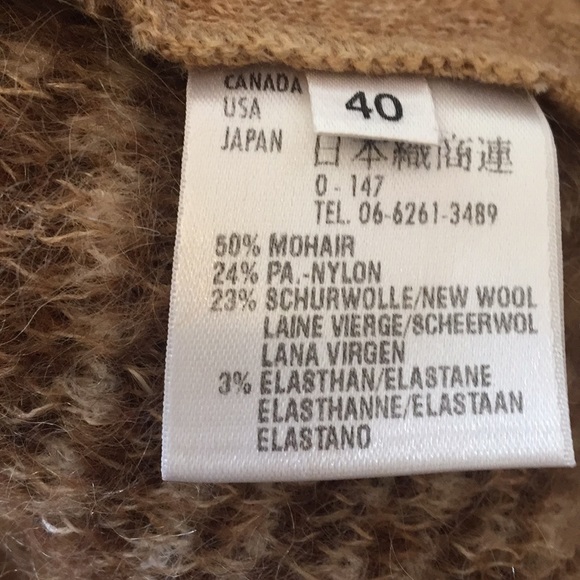 CANADA
USA
JAPAN
40
日本織商連
0-147
TEL. 06-6261-3489
50% MOHAIR
24% PA.-NYLON
23% SCHURWOLLE/NEW WOOL
LAINE VIERGE/SCHEERWOL
LANA VIRGEN
3% ELASTHAN/ELASTANE
ELASTHANNE/ELASTAAN
ELASTANO